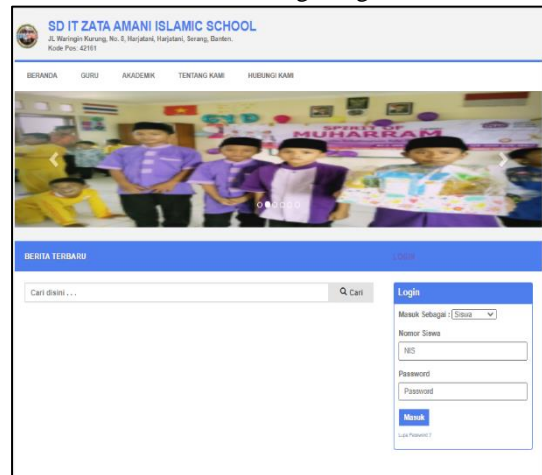 SD IT ZATA AMANI ISLAMIC SCHOOL
JL Waringin Kurung, No. 8, Harjatani, Harjatani, Serang, Banten.
Kode Pos: 42161
BERANDA GURU AKADEMIK TENTANG KAMI HUBUNGI KAMI
SPIRIT OF
MUHARRAM
BERITA TERBARU LOGIN
Cari disini . . . Cari
Login
Masuk Sebagai : Siswa
Nomor Siswa
NIS
Password
Password
Masuk
Lupa Password ?